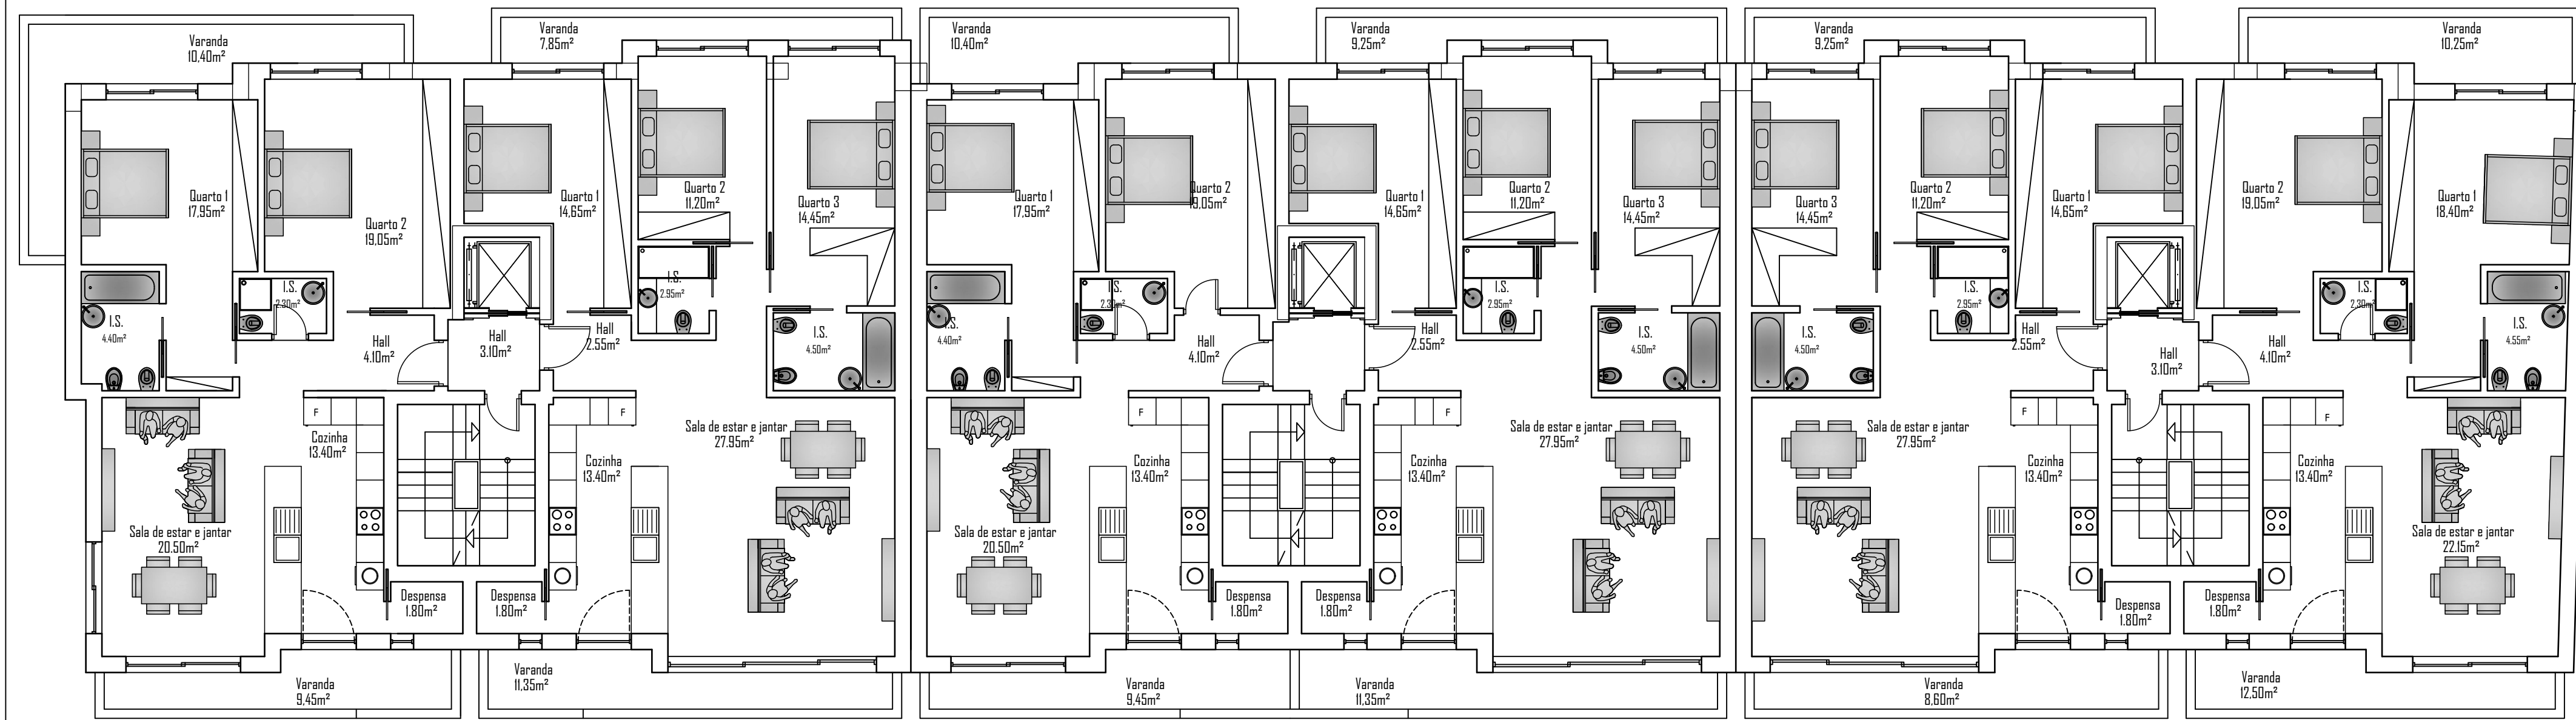 Varanda
10,40m²
Varanda
7,85m²
Varanda
10,40m²
Varanda
9,25m²
Varanda
9,25m²
Varanda
10,25m²
Quarto 1
17,95m²
Quarto 2
19,05m²
Quarto 1
14,65m²
Quarto 2
11,20m²
Quarto 3
14,45m²
Quarto 1
17,95m²
Quarto 2
19,05m²
Quarto 1
14,65m²
Quarto 2
11,20m²
Quarto 3
14,45m²
Quarto 3
14,45m²
Quarto 2
11,20m²
Quarto 1
14,65m²
Quarto 2
19,05m²
Quarto 1
18,40m²
I.S.
4.40m²
I.S.
2.30m²
Hall
4.10m²
Hall
3.10m²
Hall
2.55m²
I.S.
2.95m²
I.S.
4.50m²
I.S.
4.40m²
I.S.
2.30m²
Hall
4.10m²
Hall
2.55m²
I.S.
2.95m²
I.S.
4.50m²
I.S.
4.50m²
I.S.
2.95m²
Hall
2.55m²
Hall
3.10m²
Hall
4.10m²
I.S.
2.30m²
I.S.
4.55m²
F
Cozinha
13.40m²
F
Cozinha
13.40m²
Sala de estar e jantar
27.95m²
F
Cozinha
13.40m²
F
Cozinha
13.40m²
Sala de estar e jantar
27.95m²
Sala de estar e jantar
27.95m²
F
Cozinha
13.40m²
F
Cozinha
13.40m²
Sala de estar e jantar
20.50m²
Sala de estar e jantar
20.50m²
Sala de estar e jantar
22.15m²
Despensa
1.80m²
Despensa
1.80m²
Despensa
1.80m²
Despensa
1.80m²
Despensa
1.80m²
Despensa
1.80m²
Varanda
9,45m²
Varanda
11,35m²
Varanda
9,45m²
Varanda
11,35m²
Varanda
8,60m²
Varanda
12,50m²